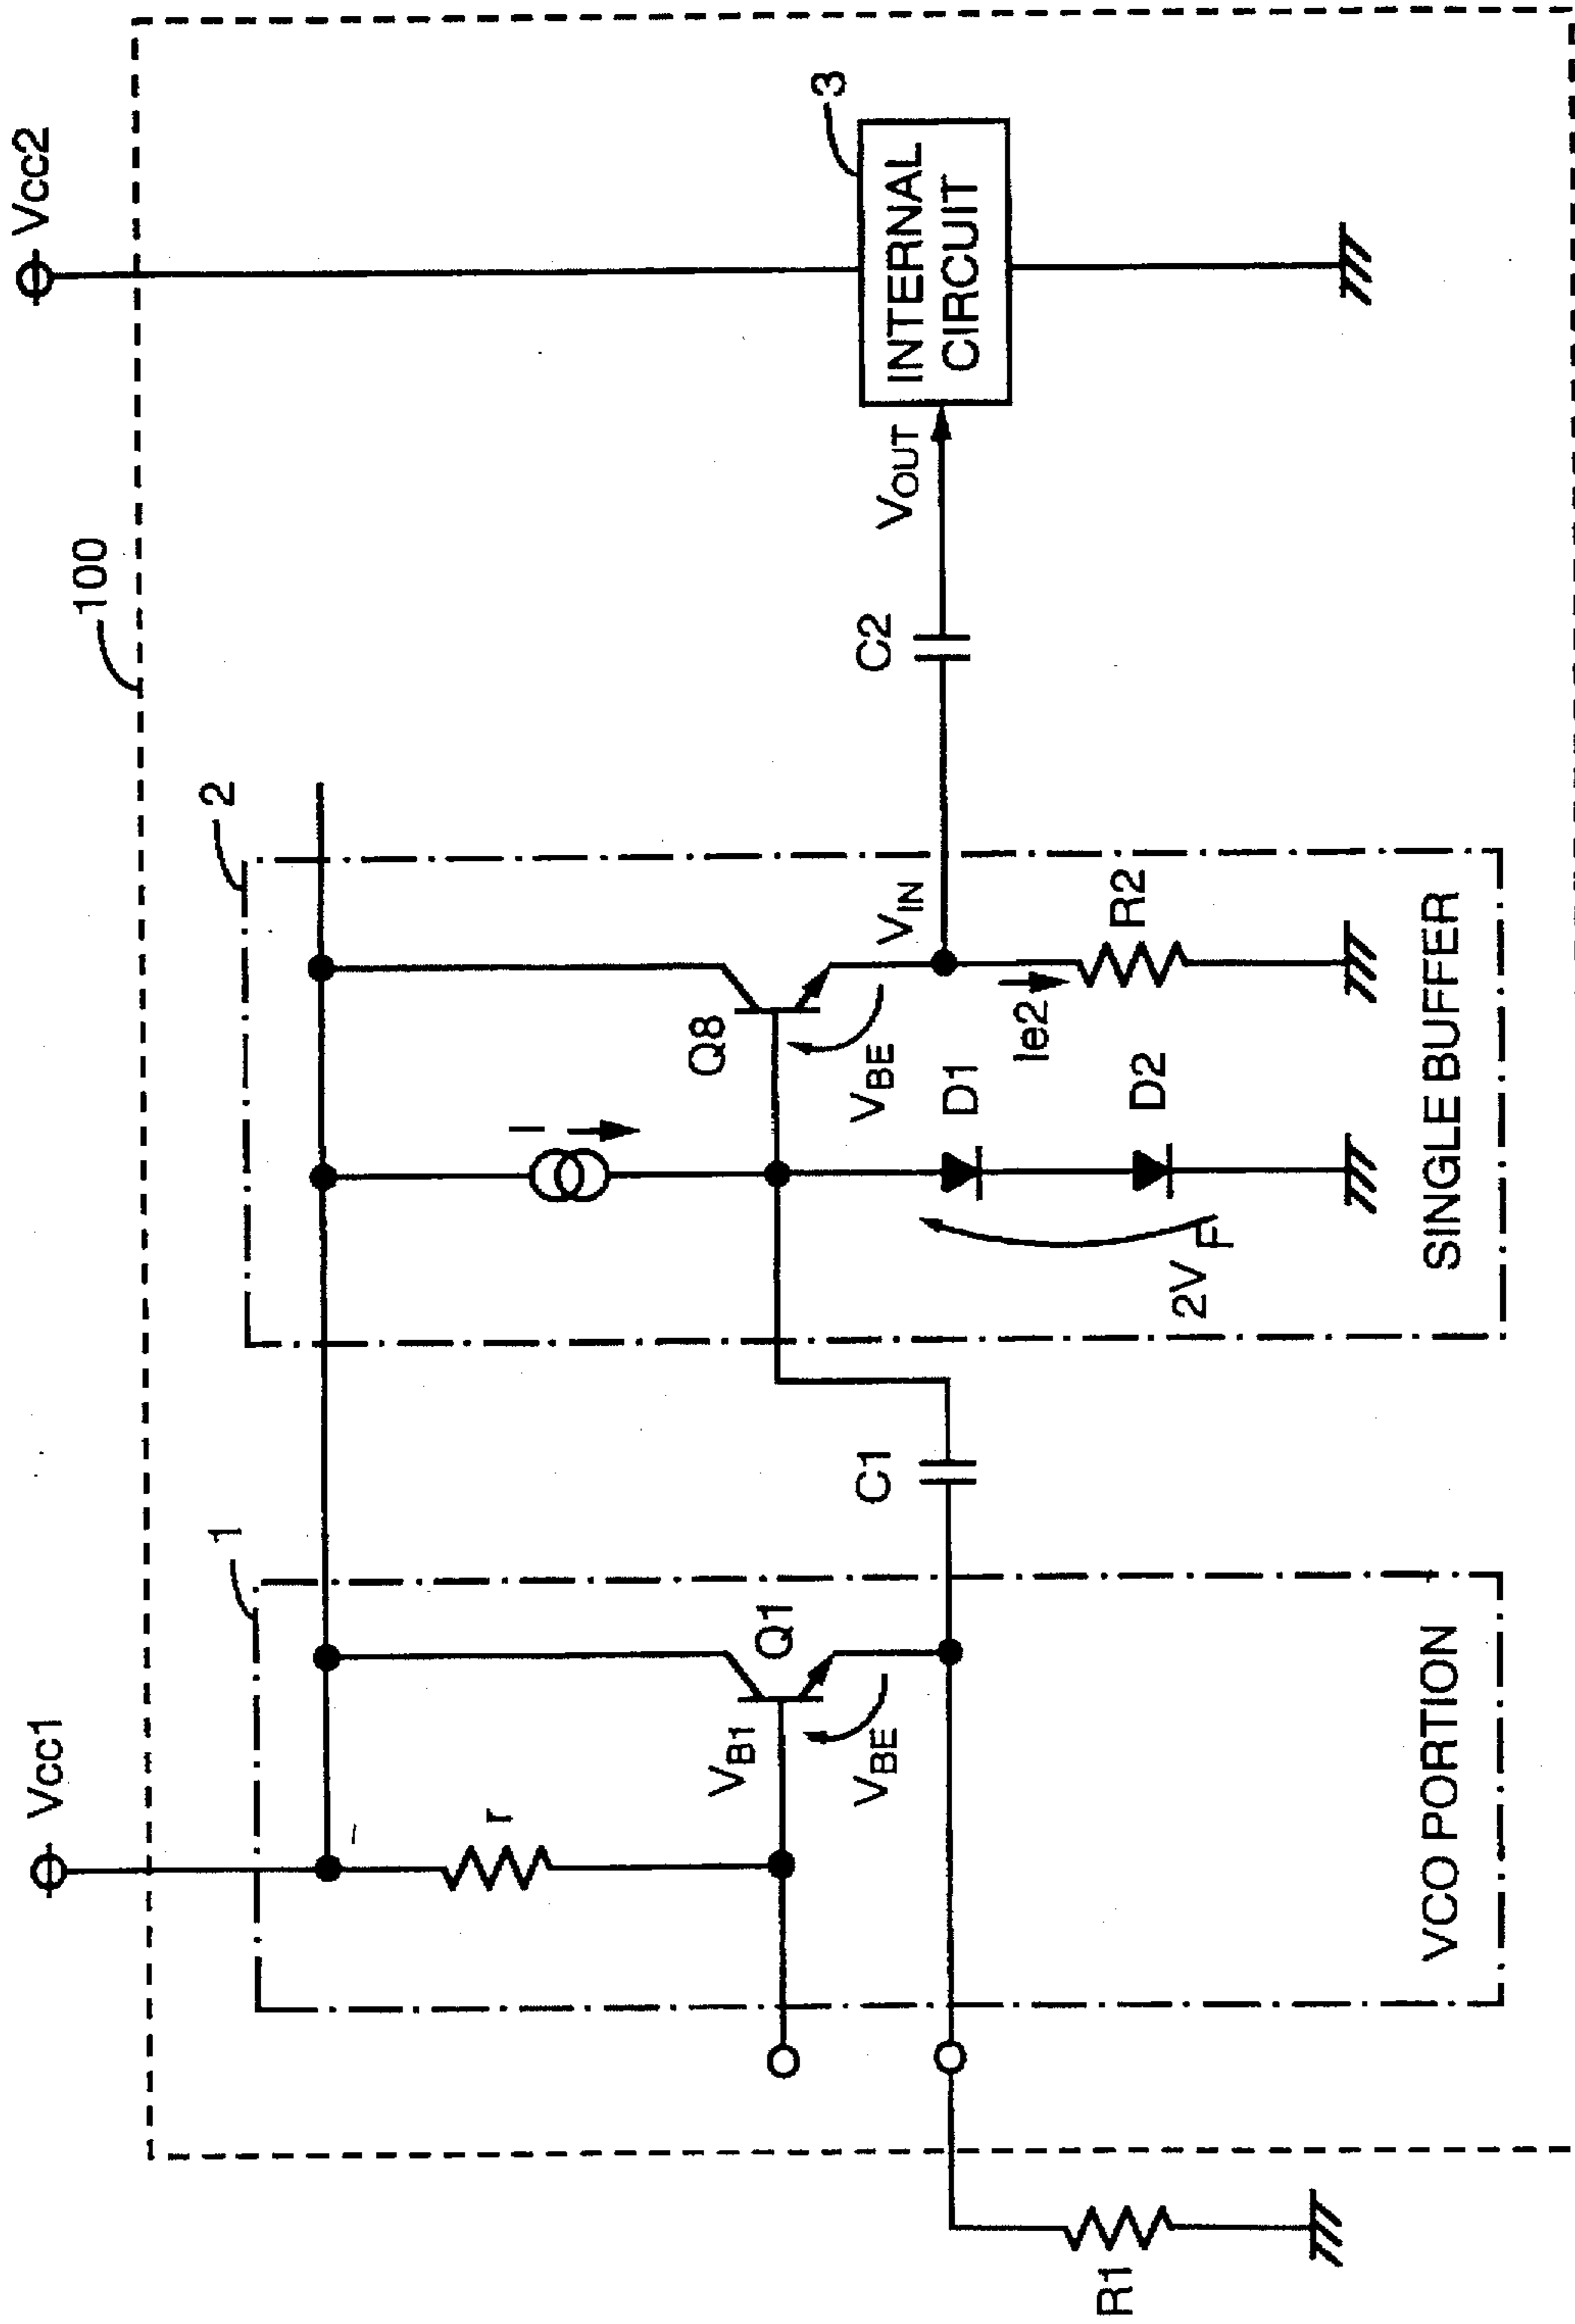 Vcc1
Vcc2
100
1
2
3
r
VB1
Q1
VBE
C1
I
Q8
VBE
VIN
Ie2
R2
D1
D2
2VF
C2
VOUT
INTERNAL
CIRCUIT
R1
VCO PORTION
SINGLE BUFFER